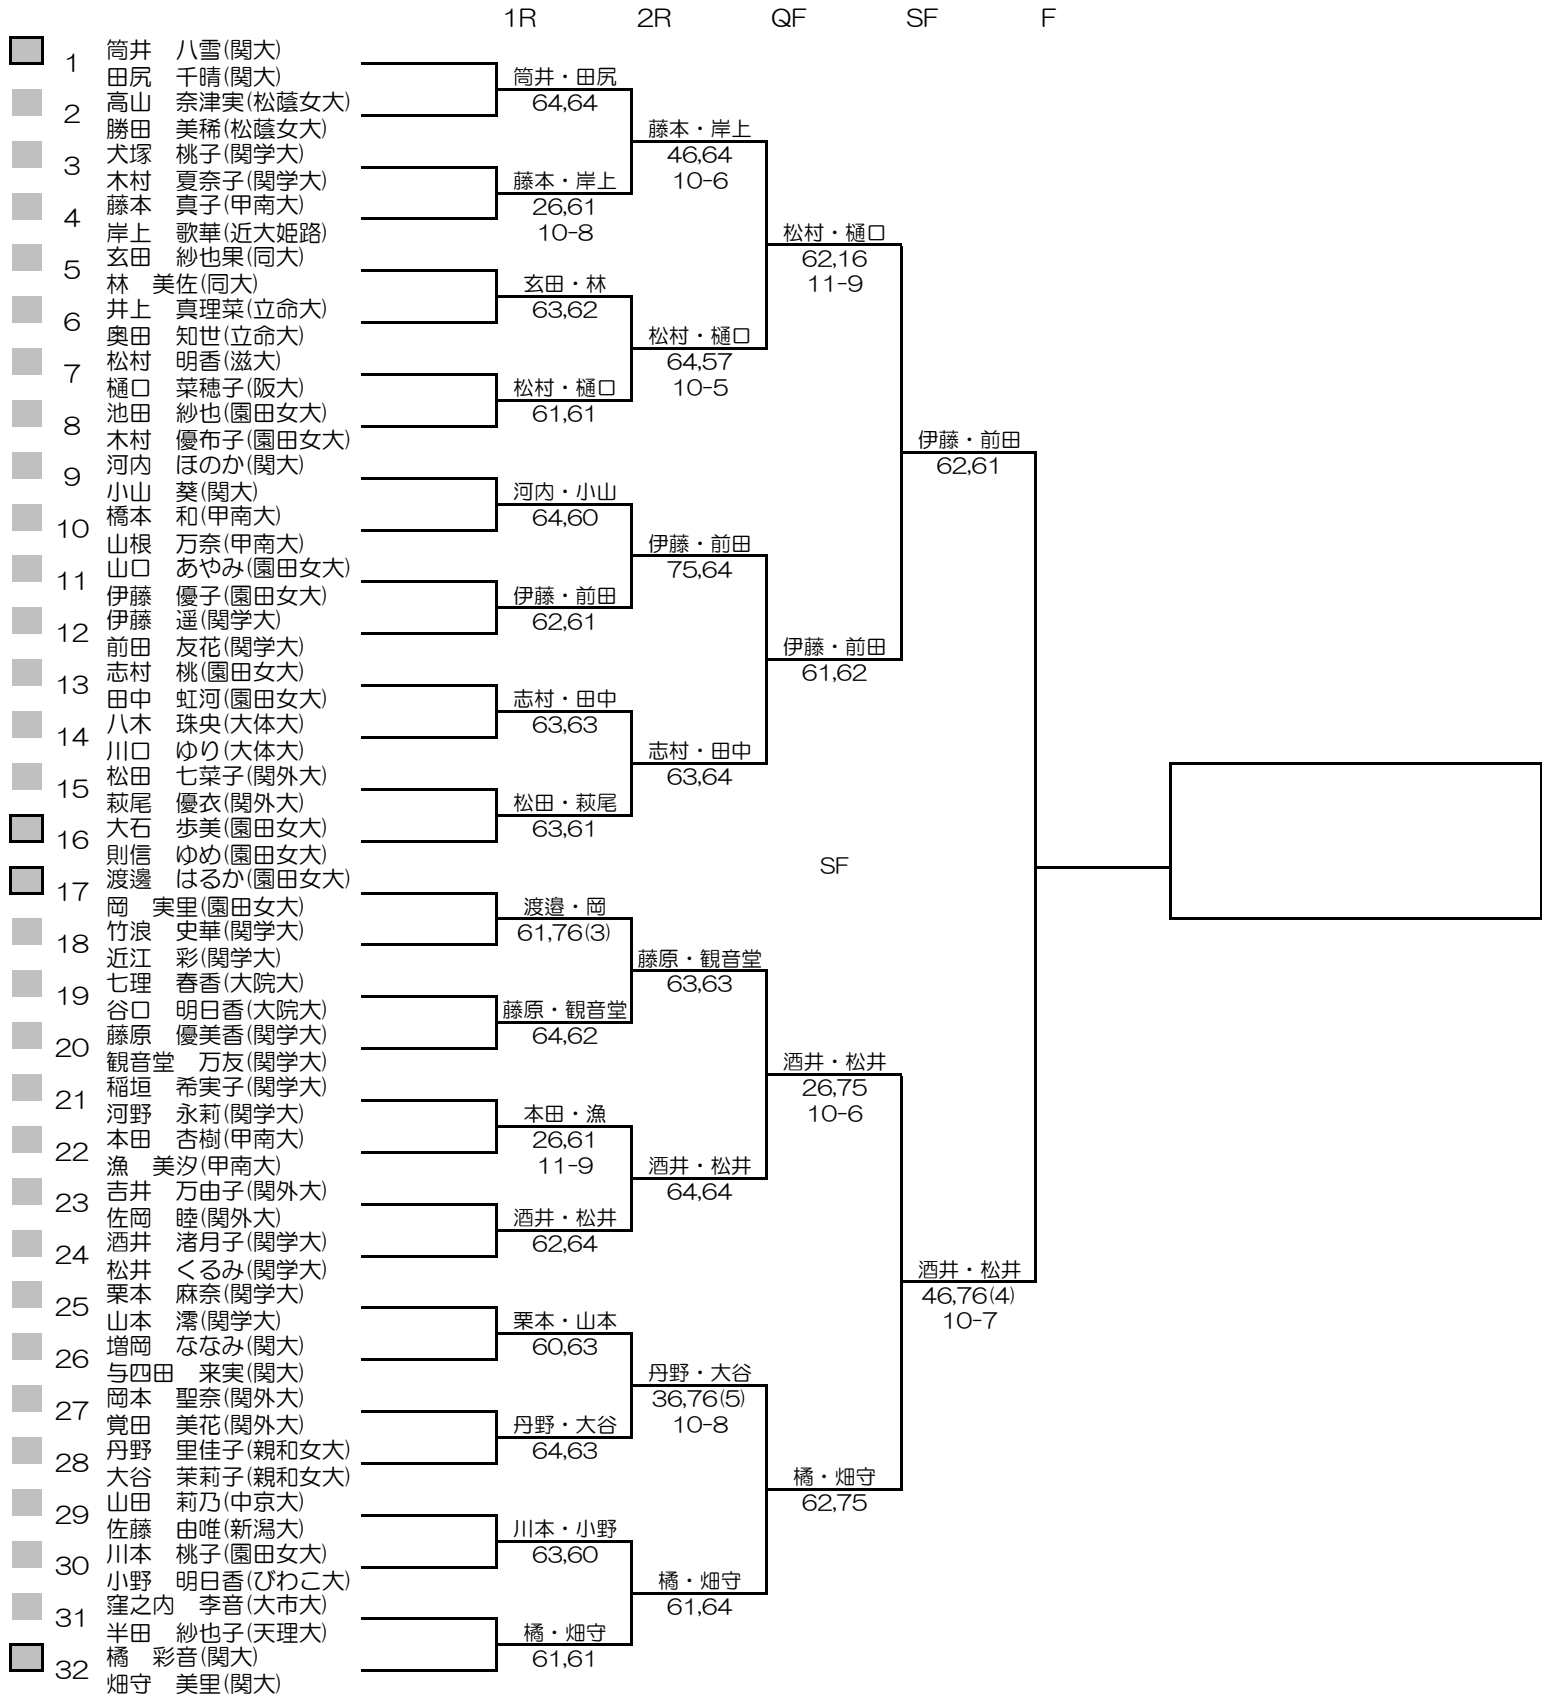 1R 2R QF SF F
1 筒井　八雪(関大)
田尻　千晴(関大)
2 高山　奈津実(松蔭女大)
勝田　美稀(松蔭女大)
3 犬塚　桃子(関学大)
木村　夏奈子(関学大)
4 藤本　真子(甲南大)
岸上　歌華(近大姫路)
5 玄田　紗也果(同大)
林　美佐(同大)
6 井上　真理菜(立命大)
奥田　知世(立命大)
7 松村　明香(滋大)
樋口　菜穂子(阪大)
8 池田　紗也(園田女大)
木村　優布子(園田女大)
9 河内　ほのか(関大)
小山　葵(関大)
10 橋本　和(甲南大)
山根　万奈(甲南大)
11 山口　あやみ(園田女大)
伊藤　優子(園田女大)
12 伊藤　遥(関学大)
前田　友花(関学大)
13 志村　桃(園田女大)
田中　虹河(園田女大)
14 八木　珠央(大体大)
川口　ゆり(大体大)
15 松田　七菜子(関外大)
萩尾　優衣(関外大)
16 大石　歩美(園田女大)
則信　ゆめ(園田女大)
17 渡邉　はるか(園田女大)
岡　実里(園田女大)
18 竹浪　史華(関学大)
近江　彩(関学大)
19 七理　春香(大院大)
谷口　明日香(大院大)
20 藤原　優美香(関学大)
観音堂　万友(関学大)
21 稲垣　希実子(関学大)
河野　永莉(関学大)
22 本田　杏樹(甲南大)
漁　美汐(甲南大)
23 吉井　万由子(関外大)
佐岡　睦(関外大)
24 酒井　渚月子(関学大)
松井　くるみ(関学大)
25 栗本　麻奈(関学大)
山本　澪(関学大)
26 増岡　ななみ(関大)
与四田　来実(関大)
27 岡本　聖奈(関外大)
覚田　美花(関外大)
28 丹野　里佳子(親和女大)
大谷　茉莉子(親和女大)
29 山田　莉乃(中京大)
佐藤　由唯(新潟大)
30 川本　桃子(園田女大)
小野　明日香(びわこ大)
31 窪之内　李音(大市大)
半田　紗也子(天理大)
32 橘　彩音(関大)
畑守　美里(関大)
筒井・田尻
64,64
藤本・岸上
26,61
10-8
玄田・林
63,62
松村・樋口
61,61
河内・小山
64,60
伊藤・前田
62,61
志村・田中
63,63
松田・萩尾
63,61
渡邉・岡
61,76(3)
藤原・観音堂
64,62
本田・漁
26,61
11-9
酒井・松井
62,64
栗本・山本
60,63
丹野・大谷
64,63
川本・小野
63,60
橘・畑守
61,61
藤本・岸上
46,64
10-6
松村・樋口
64,57
10-5
伊藤・前田
75,64
志村・田中
63,64
藤原・観音堂
63,63
酒井・松井
64,64
丹野・大谷
36,76(5)
10-8
橘・畑守
61,64
松村・樋口
62,16
11-9
伊藤・前田
61,62
SF
酒井・松井
26,75
10-6
橘・畑守
62,75
伊藤・前田
62,61
酒井・松井
46,76(4)
10-7